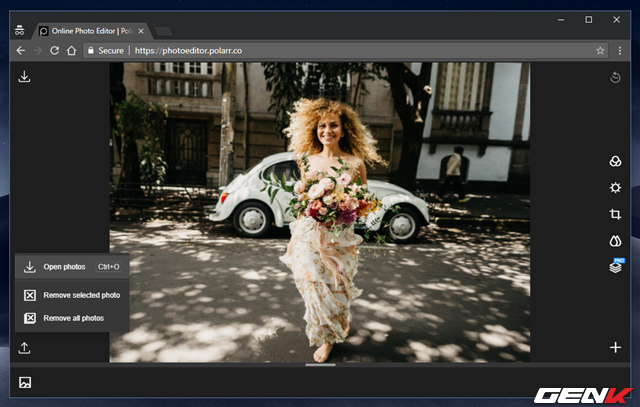 Online Photo Editor | Pola
Secure
https://photoeditor.polarr.co
PRO
Open photos Ctrl+O
Remove selected photo
Remove all photos
GENK